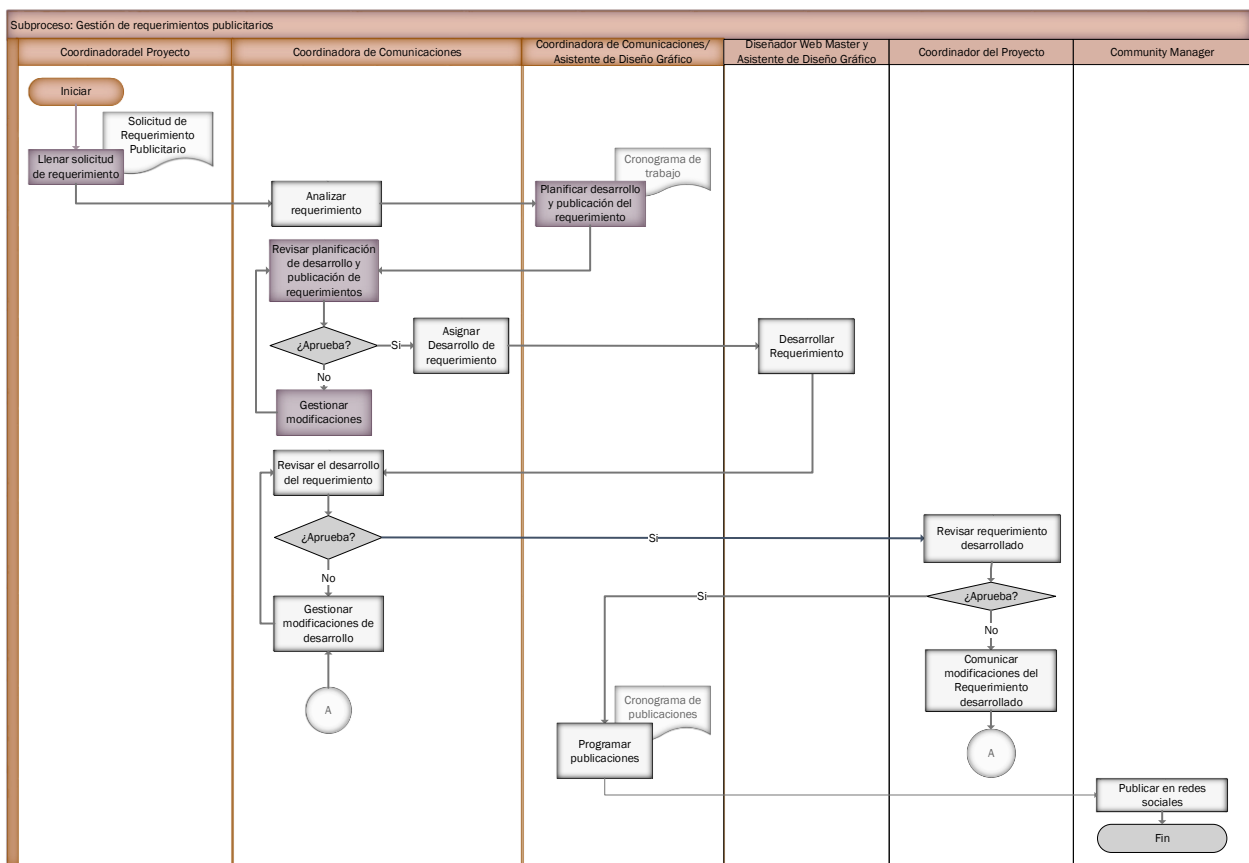 Subproceso: Gestión de requerimientos publicitarios
Coordinadoradel Proyecto
Coordinadora de Comunicaciones
Coordinadora de Comunicaciones/
Asistente de Diseño Gráfico
Diseñador Web Master y
Asistente de Diseño Gráfico
Coordinador del Proyecto
Community Manager
Iniciar
Solicitud de
Requerimiento
Publicitario
Llenar solicitud
de requerimiento
Analizar
requerimiento
Cronograma de
trabajo
Planificar desarrollo
y publicación del
requerimiento
Revisar planificación
de desarrollo y
publicación de
requerimientos
¿Aprueba?
Si
Asignar
Desarrollo de
requerimiento
Desarrollar
Requerimiento
No
Gestionar
modificaciones
Revisar el desarrollo
del requerimiento
¿Aprueba?
Si
Revisar requerimiento
desarrollado
No
Gestionar
modificaciones de
desarrollo
A
¿Aprueba?
Si
No
Comunicar
modificaciones del
Requerimiento
desarrollado
A
Cronograma de
publicaciones
Programar
publicaciones
Publicar en redes
sociales
Fin